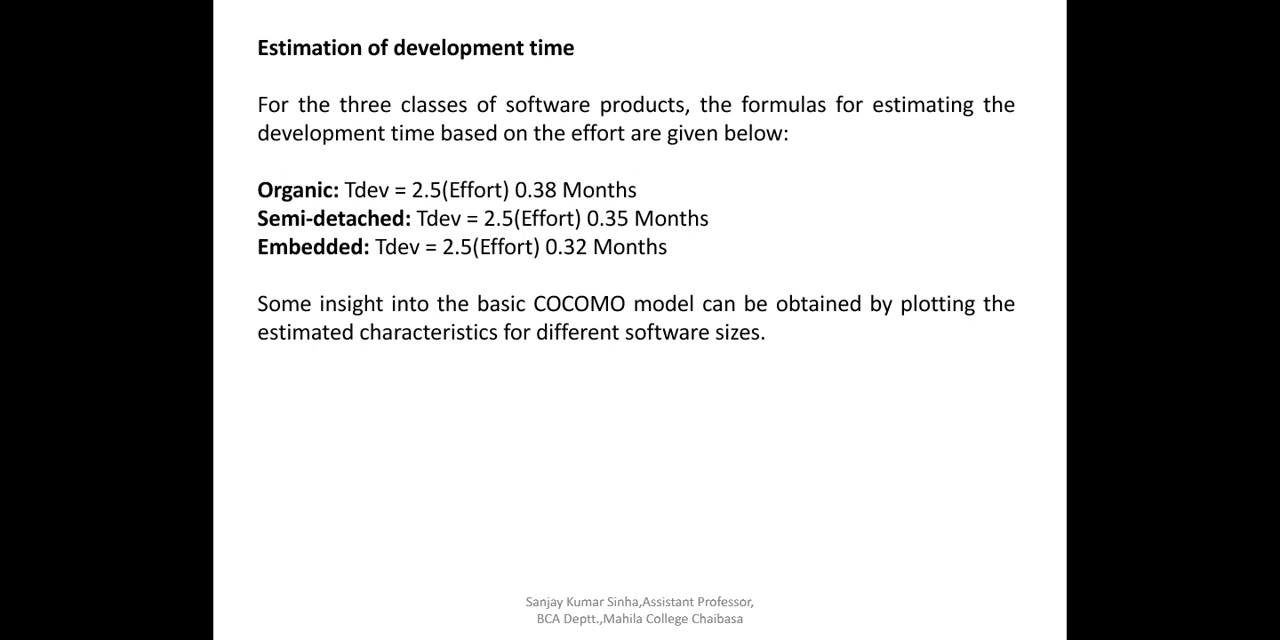 Estimation of development time
For the three classes of software products, the formulas for estimating the
development time based on the effort are given below:
Organic: Tdev = 2.5(Effort) 0.38 Months
Semi-detached: Tdev = 2.5(Effort) 0.35 Months
Embedded: Tdev = 2.5(Effort) 0.32 Months
Some insight into the basic COCOMO model can be obtained by plotting the
estimated characteristics for different software sizes.
Sanjay Kumar Sinha,Assistant Professor,
BCA Deptt.,Mahila College Chaibasa